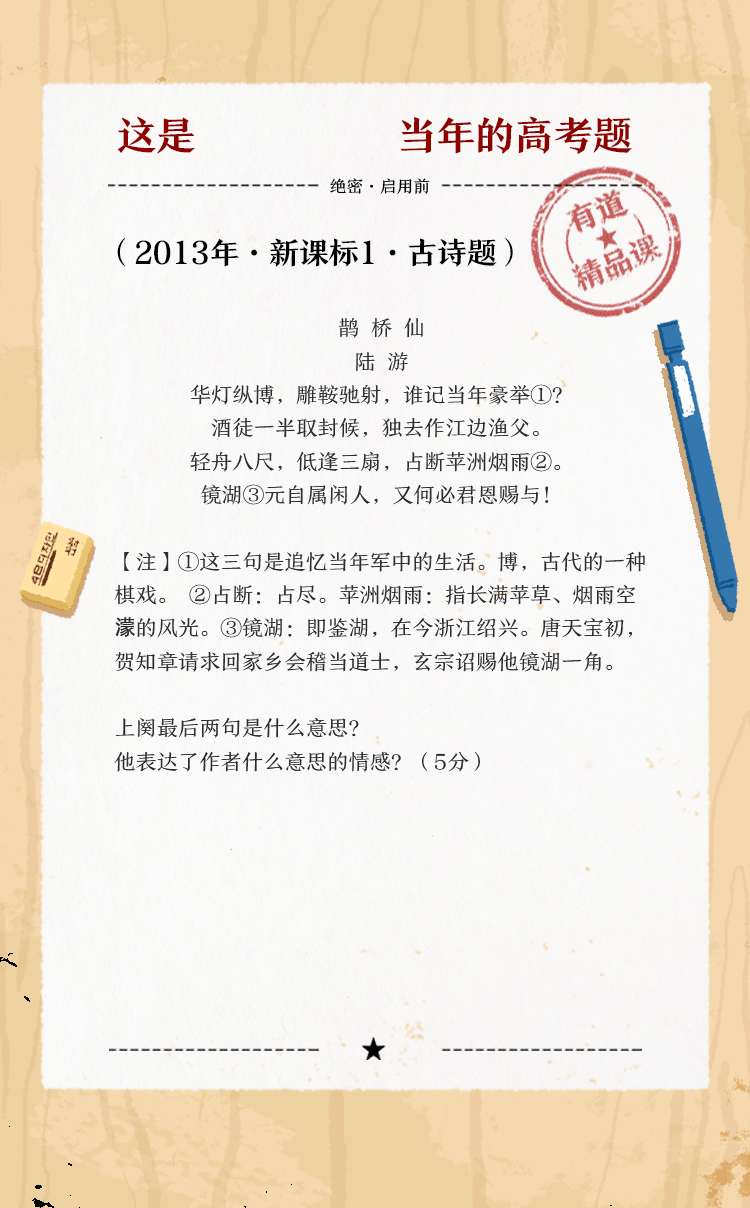 这是 当年的高考题
绝密·启用前
有道
精品课
（2013年·新课标1·古诗题）
鹊 桥 仙
陆 游
华灯纵博，雕鞍驰射，谁记当年豪举①？
酒徒一半取封候，独去作江边渔父。
轻舟八尺，低逢三扇，占断苹洲烟雨②。
镜湖③元自属闲人，又何必君恩赐与！
【注】①这三句是追忆当年军中的生活。博，古代的一种
棋戏。 ②占断：占尽。苹洲烟雨：指长满苹草、烟雨空
濛的风光。③镜湖：即鉴湖，在今浙江绍兴。唐天宝初，
贺知章请求回家乡会稽当道士，玄宗诏赐他镜湖一角。
上阕最后两句是什么意思？
他表达了作者什么意思的情感？（5分）